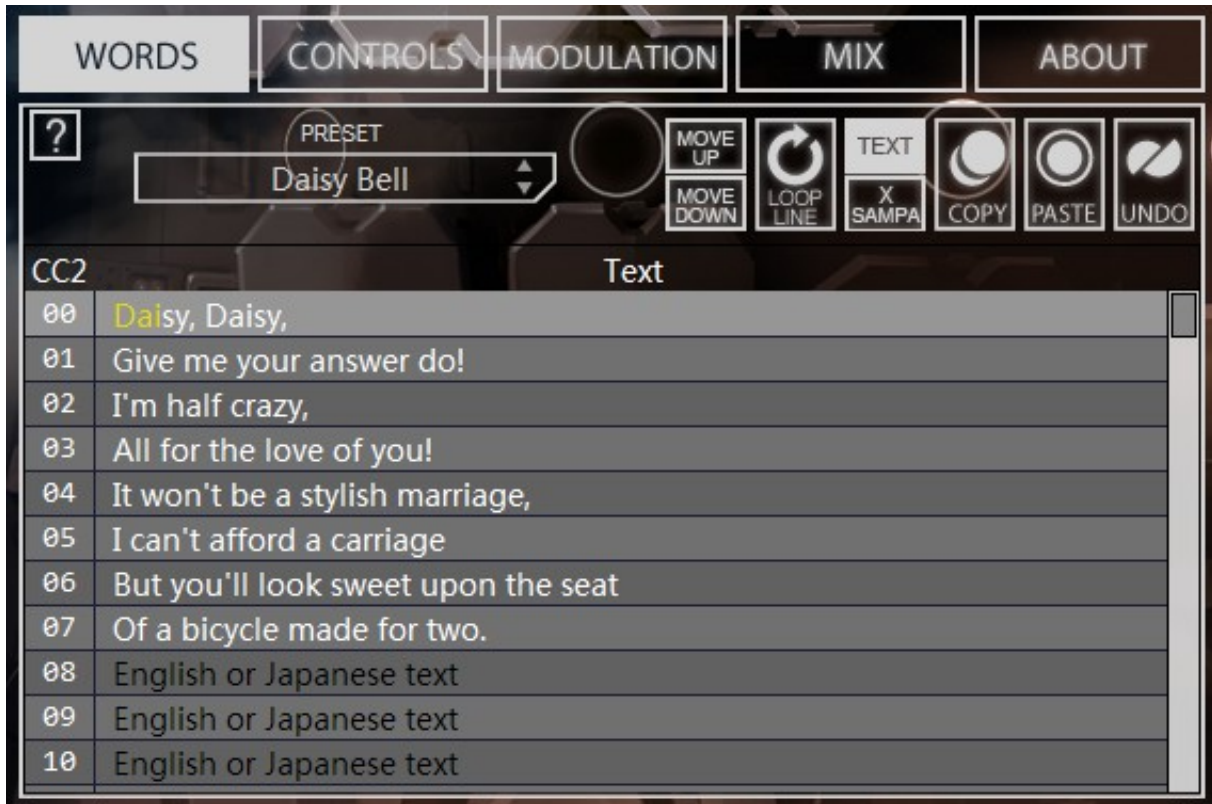 WORDS CONTROLS MODULATION MIX ABOUT
? PRESET
Daisy Bell
MOVE UP
MOVE DOWN
LOOP LINE
TEXT
X SAMPA
COPY
PASTE
UNDO
CC2 Text
00 Daisy, Daisy,
01 Give me your answer do!
02 I'm half crazy,
03 All for the love of you!
04 It won't be a stylish marriage,
05 I can't afford a carriage
06 But you'll look sweet upon the seat
07 Of a bicycle made for two.
08 English or Japanese text
09 English or Japanese text
10 English or Japanese text